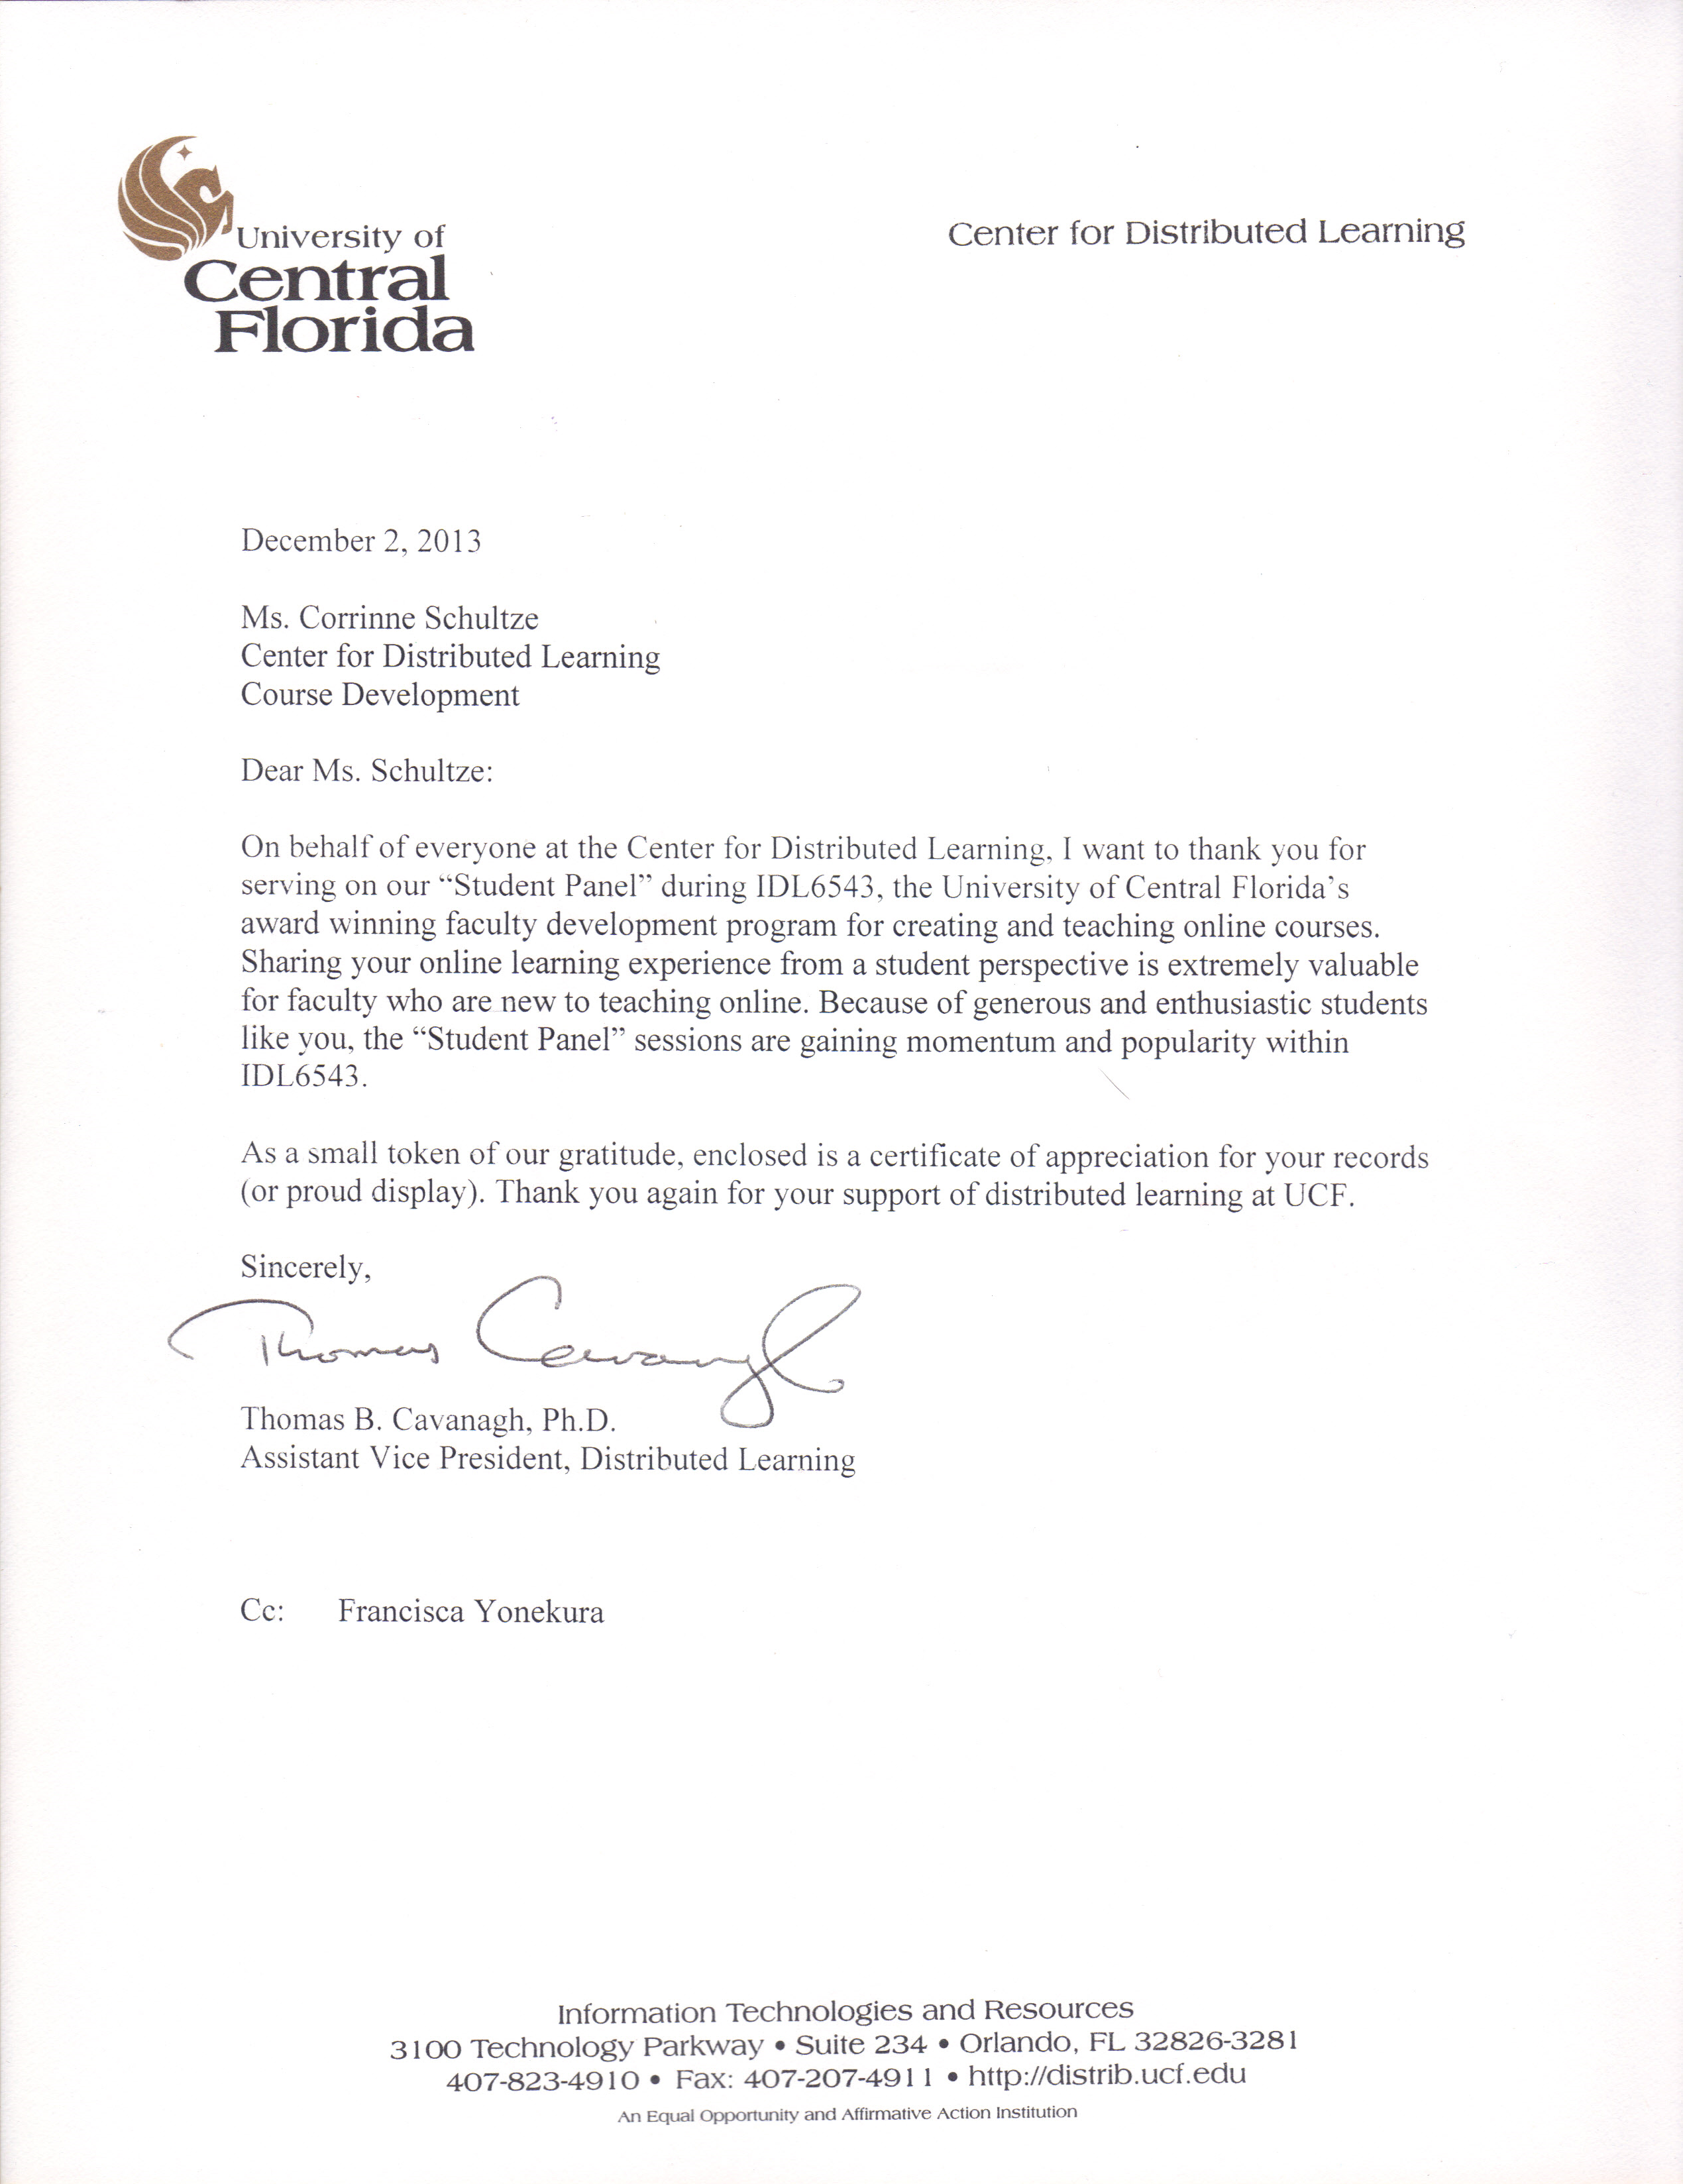 University of
Central
Florida
Center for Distributed Learning
December 2, 2013
Ms. Corrinne Schultze
Center for Distributed Learning
Course Development
Dear Ms. Schultze:
On behalf of everyone at the Center for Distributed Learning, I want to thank you for
serving on our “Student Panel” during IDL6543, the University of Central Florida’s
award winning faculty development program for creating and teaching online courses.
Sharing your online learning experience from a student perspective is extremely valuable
for faculty who are new to teaching online. Because of generous and enthusiastic students
like you, the “Student Panel” sessions are gaining momentum and popularity within
IDL6543.
As a small token of our gratitude, enclosed is a certificate of appreciation for your records
(or proud display). Thank you again for your support of distributed learning at UCF.
Sincerely,
Thomas Cavanagh
Thomas B. Cavanagh, Ph.D.
Assistant Vice President, Distributed Learning
Cc: Francisca Yonekura
Information Technologies and Resources
3100 Technology Parkway • Suite 234 • Orlando, FL 32826-3281
407-823-4910 • Fax: 407-207-4911 • http://distrib.ucf.edu
An Equal Opportunity and Affirmative Action Institution